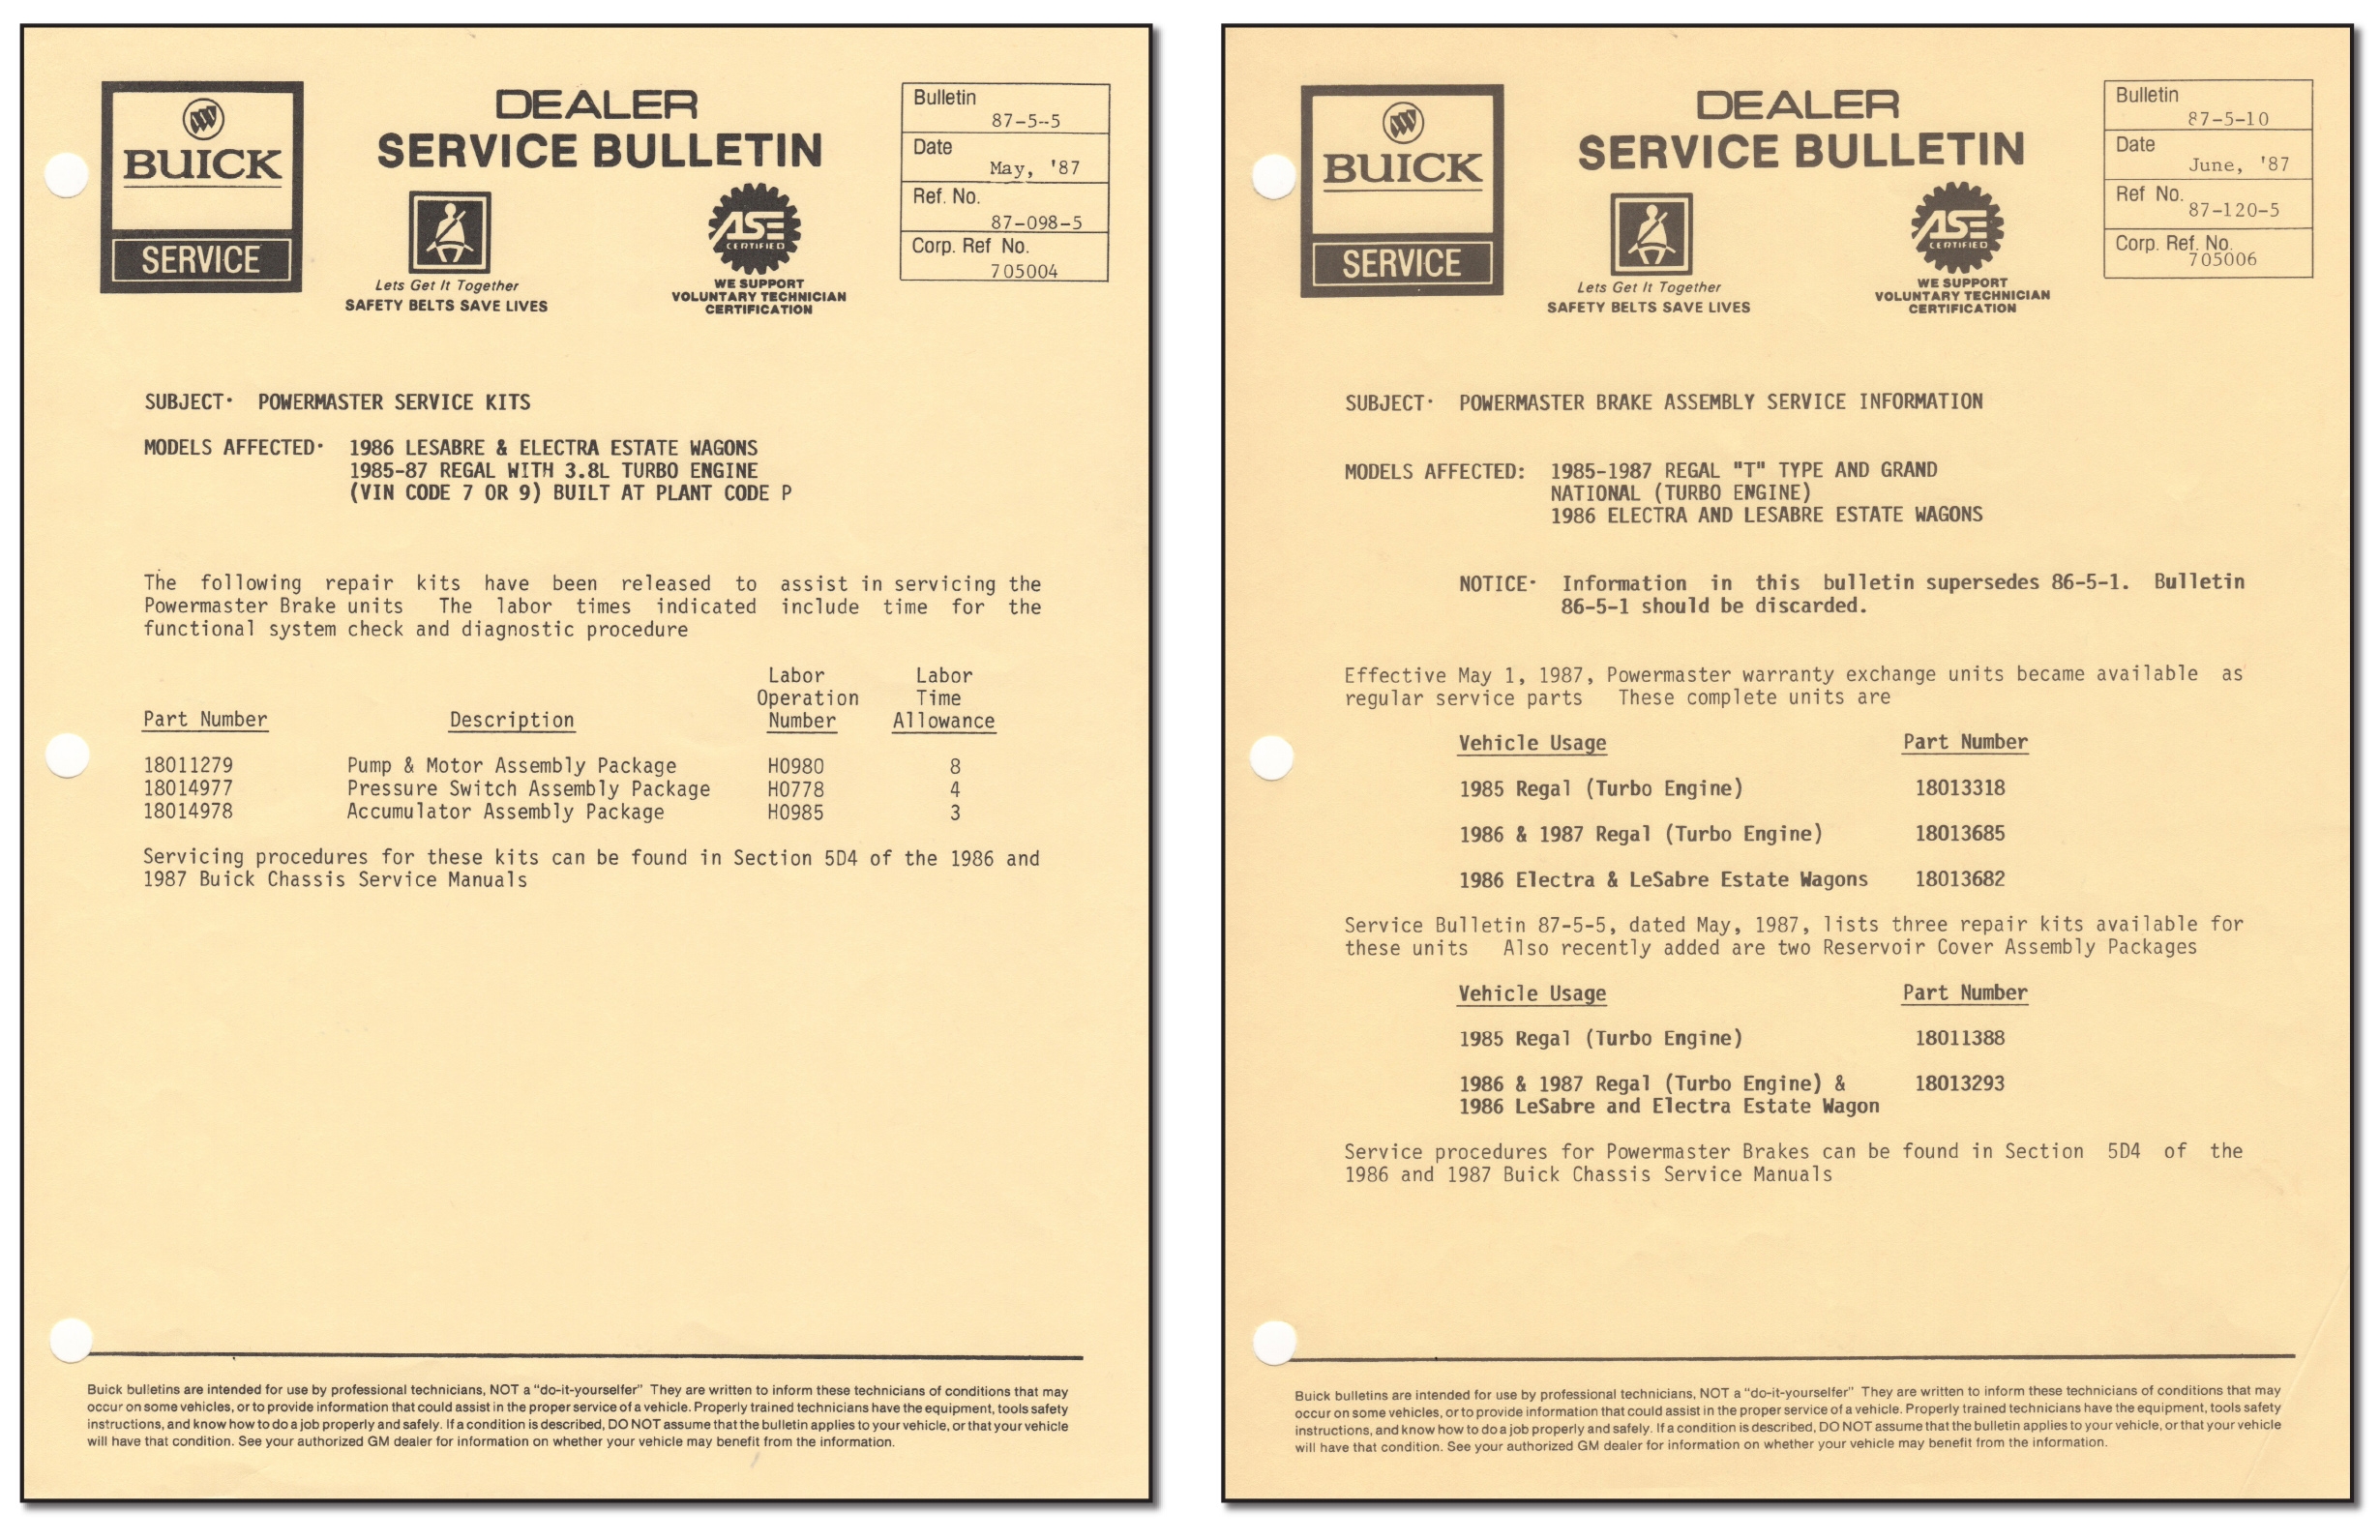 BUICK
SERVICE
DEALER
SERVICE BULLETIN
Lets Get It Together
SAFETY BELTS SAVE LIVES
ASE
CERTIFIED
WE SUPPORT
VOLUNTARY TECHNICIAN
CERTIFICATION
Bulletin
87-5--5
Date
May, '87
Ref. No.
87-098-5
Corp. Ref No.
705004
SUBJECT· POWERMASTER SERVICE KITS
MODELS AFFECTED· 1986 LESABRE & ELECTRA ESTATE WAGONS
1985-87 REGAL WITH 3.8L TURBO ENGINE
(VIN CODE 7 OR 9) BUILT AT PLANT CODE P
The following repair kits have been released to assist in servicing the
Powermaster Brake units The labor times indicated include time for the
functional system check and diagnostic procedure
Labor Labor
Operation Time
Part Number Description Number Allowance
18011279 Pump & Motor Assembly Package H0980 8
18014977 Pressure Switch Assembly Package H0778 4
18014978 Accumulator Assembly Package H0985 3
Servicing procedures for these kits can be found in Section 5D4 of the 1986 and
1987 Buick Chassis Service Manuals
Buick bulletins are intended for use by professional technicians, NOT a "do-it-yourselfer" They are written to inform these technicians of conditions that may
occur on some vehicles, or to provide information that could assist in the proper service of a vehicle. Properly trained technicians have the equipment, tools safety
instructions, and know how to do a job properly and safely. If a condition is described, DO NOT assume that the bulletin applies to your vehicle, or that your vehicle
will have that condition. See your authorized GM dealer for information on whether your vehicle may benefit from the information.
BUICK
SERVICE
DEALER
SERVICE BULLETIN
Lets Get It Together
SAFETY BELTS SAVE LIVES
ASE
CERTIFIED
WE SUPPORT
VOLUNTARY TECHNICIAN
CERTIFICATION
Bulletin
87-5-10
Date
June, '87
Ref No.
87-120-5
Corp. Ref. No.
705006
SUBJECT· POWERMASTER BRAKE ASSEMBLY SERVICE INFORMATION
MODELS AFFECTED: 1985-1987 REGAL "T" TYPE AND GRAND
NATIONAL (TURBO ENGINE)
1986 ELECTRA AND LESABRE ESTATE WAGONS
NOTICE· Information in this bulletin supersedes 86-5-1. Bulletin
86-5-1 should be discarded.
Effective May 1, 1987, Powermaster warranty exchange units became available as
regular service parts These complete units are
Vehicle Usage Part Number
1985 Regal (Turbo Engine) 18013318
1986 & 1987 Regal (Turbo Engine) 18013685
1986 Electra & LeSabre Estate Wagons 18013682
Service Bulletin 87-5-5, dated May, 1987, lists three repair kits available for
these units Also recently added are two Reservoir Cover Assembly Packages
Vehicle Usage Part Number
1985 Regal (Turbo Engine) 18011388
1986 & 1987 Regal (Turbo Engine) & 18013293
1986 LeSabre and Electra Estate Wagon
Service procedures for Powermaster Brakes can be found in Section 5D4 of the
1986 and 1987 Buick Chassis Service Manuals
Buick bulletins are intended for use by professional technicians, NOT a "do-it-yourselfer" They are written to inform these technicians of conditions that may
occur on some vehicles, or to provide information that could assist in the proper service of a vehicle. Properly trained technicians have the equipment, tools safety
instructions, and know how to do a job properly and safely. If a condition is described, DO NOT assume that the bulletin applies to your vehicle, or that your vehicle
will have that condition. See your authorized GM dealer for information on whether your vehicle may benefit from the information.